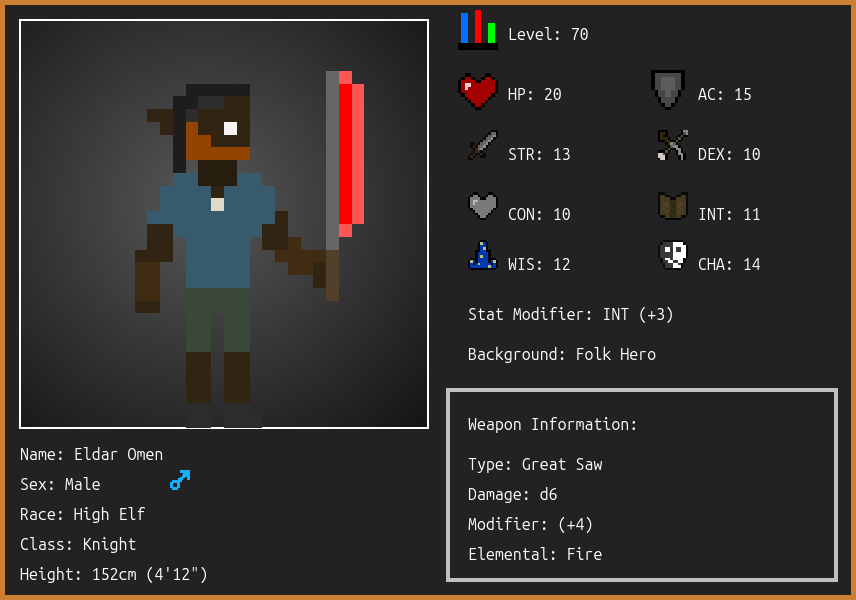 Level: 70
HP: 20
AC: 15
STR: 13
DEX: 10
CON: 10
INT: 11
WIS: 12
CHA: 14
Stat Modifier: INT (+3)
Background: Folk Hero
Weapon Information:
Type: Great Saw
Damage: d6
Modifier: (+4)
Elemental: Fire
Name: Eldar Omen
Sex: Male
Race: High Elf
Class: Knight
Height: 152cm (4'12")